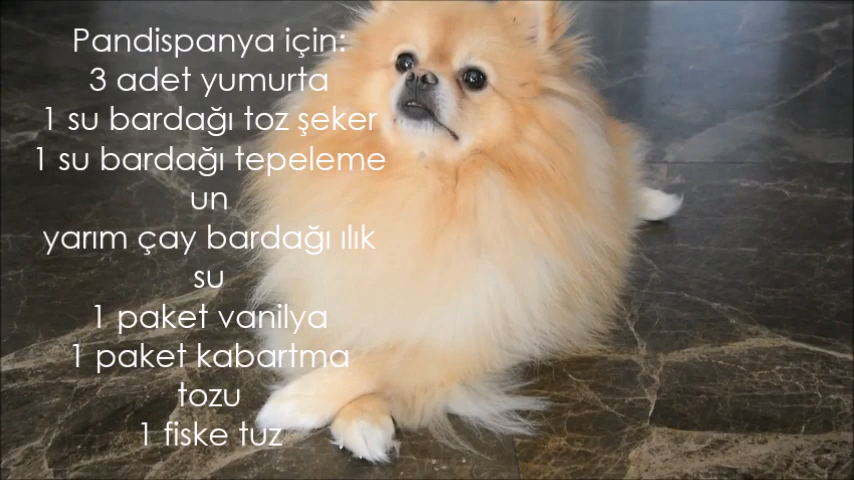 Pandispanya için:
3 adet yumurta
1 su bardağı toz şeker
1 su bardağı tepeleme
un
yarım çay bardağı ılık
su
1 paket vanilya
1 paket kabartma
tozu
1 fiske tuz